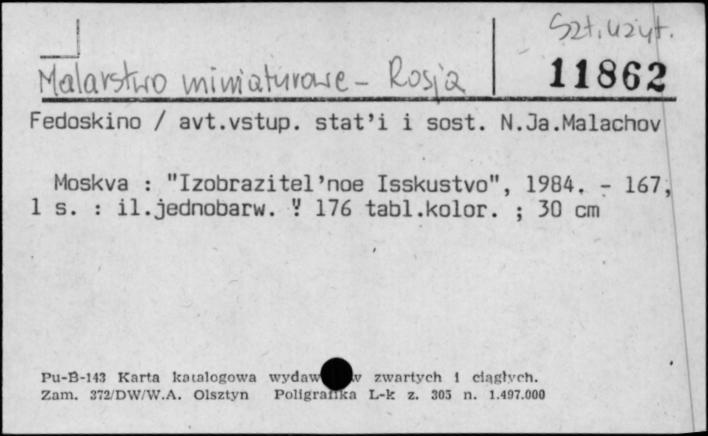 Szt. użyt.
Malarstwo miniaturowe - Rosja
11862
Fedoskino / avt.vstup. stat'i i sost. N.Ja.Malachov
Moskva : "Izobrazitel'noe Isskustvo", 1984. - 167,
1 s. : il.jednobarw. 176 tabl.kolor. ; 30 cm
Pu-B-143 Karta katalogowa wydaw w zwartych i ciągłych.
Zam. 372/DW/W.A. Olsztyn Poligrafika L-k z. 305 n. 1.497.000